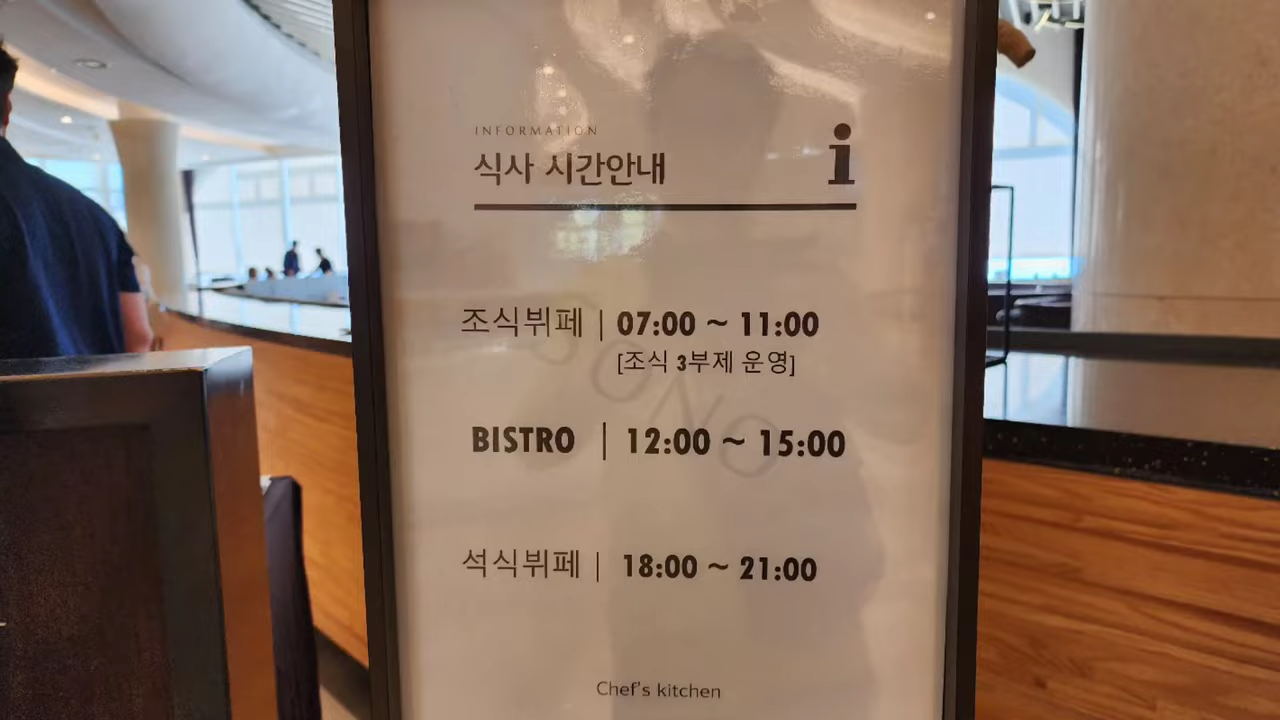 INFORMATION
식사 시간안내
i
조식뷔페 | 07:00 ~ 11:00
[조식 3부제 운영]
BISTRO | 12:00 ~ 15:00
석식뷔페 | 18:00 ~ 21:00
SONO
Chef's kitchen